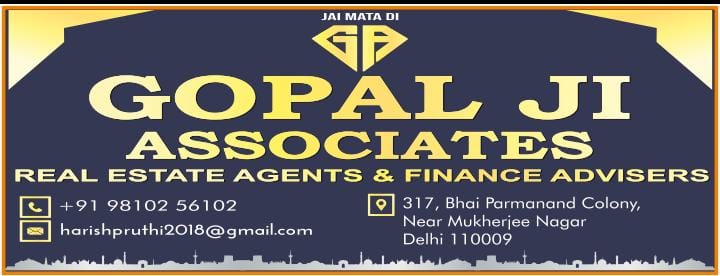 JAI MATA DI
GA
GOPAL JI
ASSOCIATES
REAL ESTATE AGENTS & FINANCE ADVISERS
+91 98102 56102
harishpruthi2018@gmail.com
317, Bhai Parmanand Colony,
Near Mukherjee Nagar
Delhi 110009